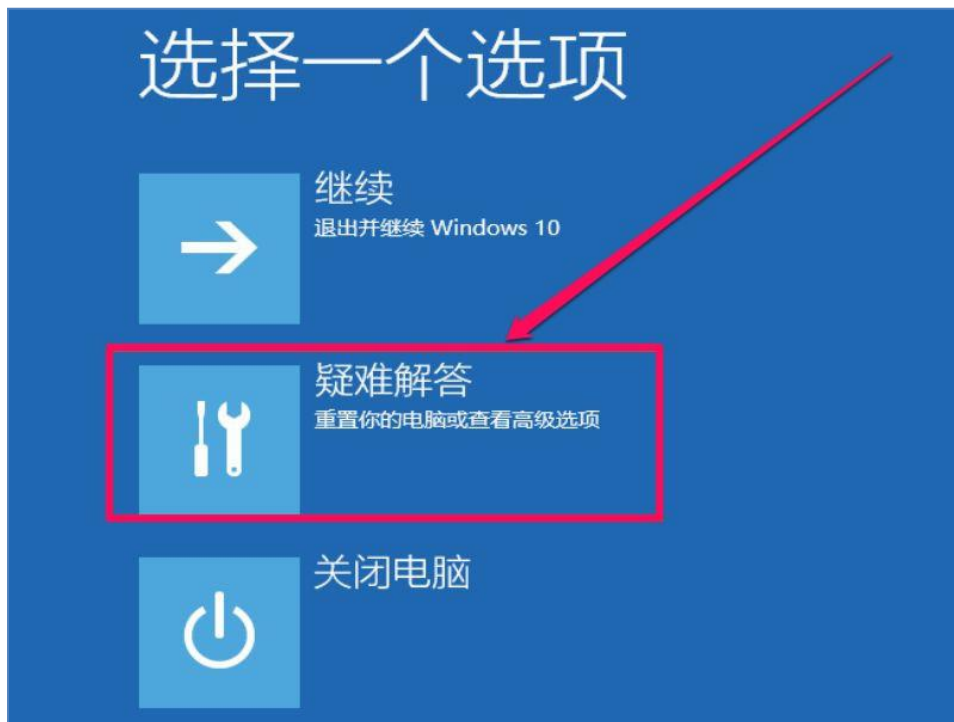 选择一个选项
继续
退出并继续 Windows 10
疑难解答
重置你的电脑或查看高级选项
关闭电脑